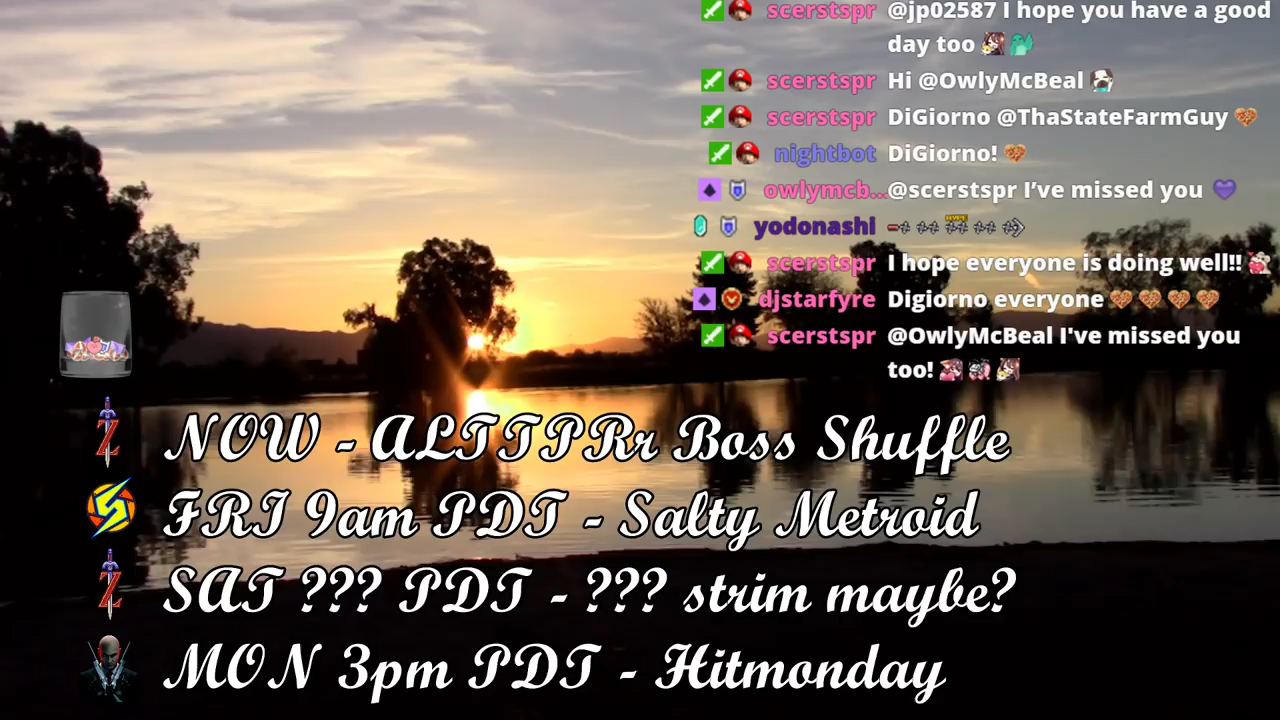 scerstspr @jp02587 I hope you have a good
day too
scerstspr Hi @OwlyMcBeal
scerstspr DiGiorno @ThaStateFarmGuy
nightbot DiGiorno!
owlymcb...@scerstspr I've missed you
yodonashi HYPE
scerstspr I hope everyone is doing well!!
djstarfyre Digiorno everyone
scerstspr @OwlyMcBeal I've missed you
too!
Z NOW - ALTTPRr Boss Shuffle
FRI 9am PDT - Salty Metroid
Z SAT ??? PDT - ??? strim maybe?
MON 3pm PDT - Hitmonday